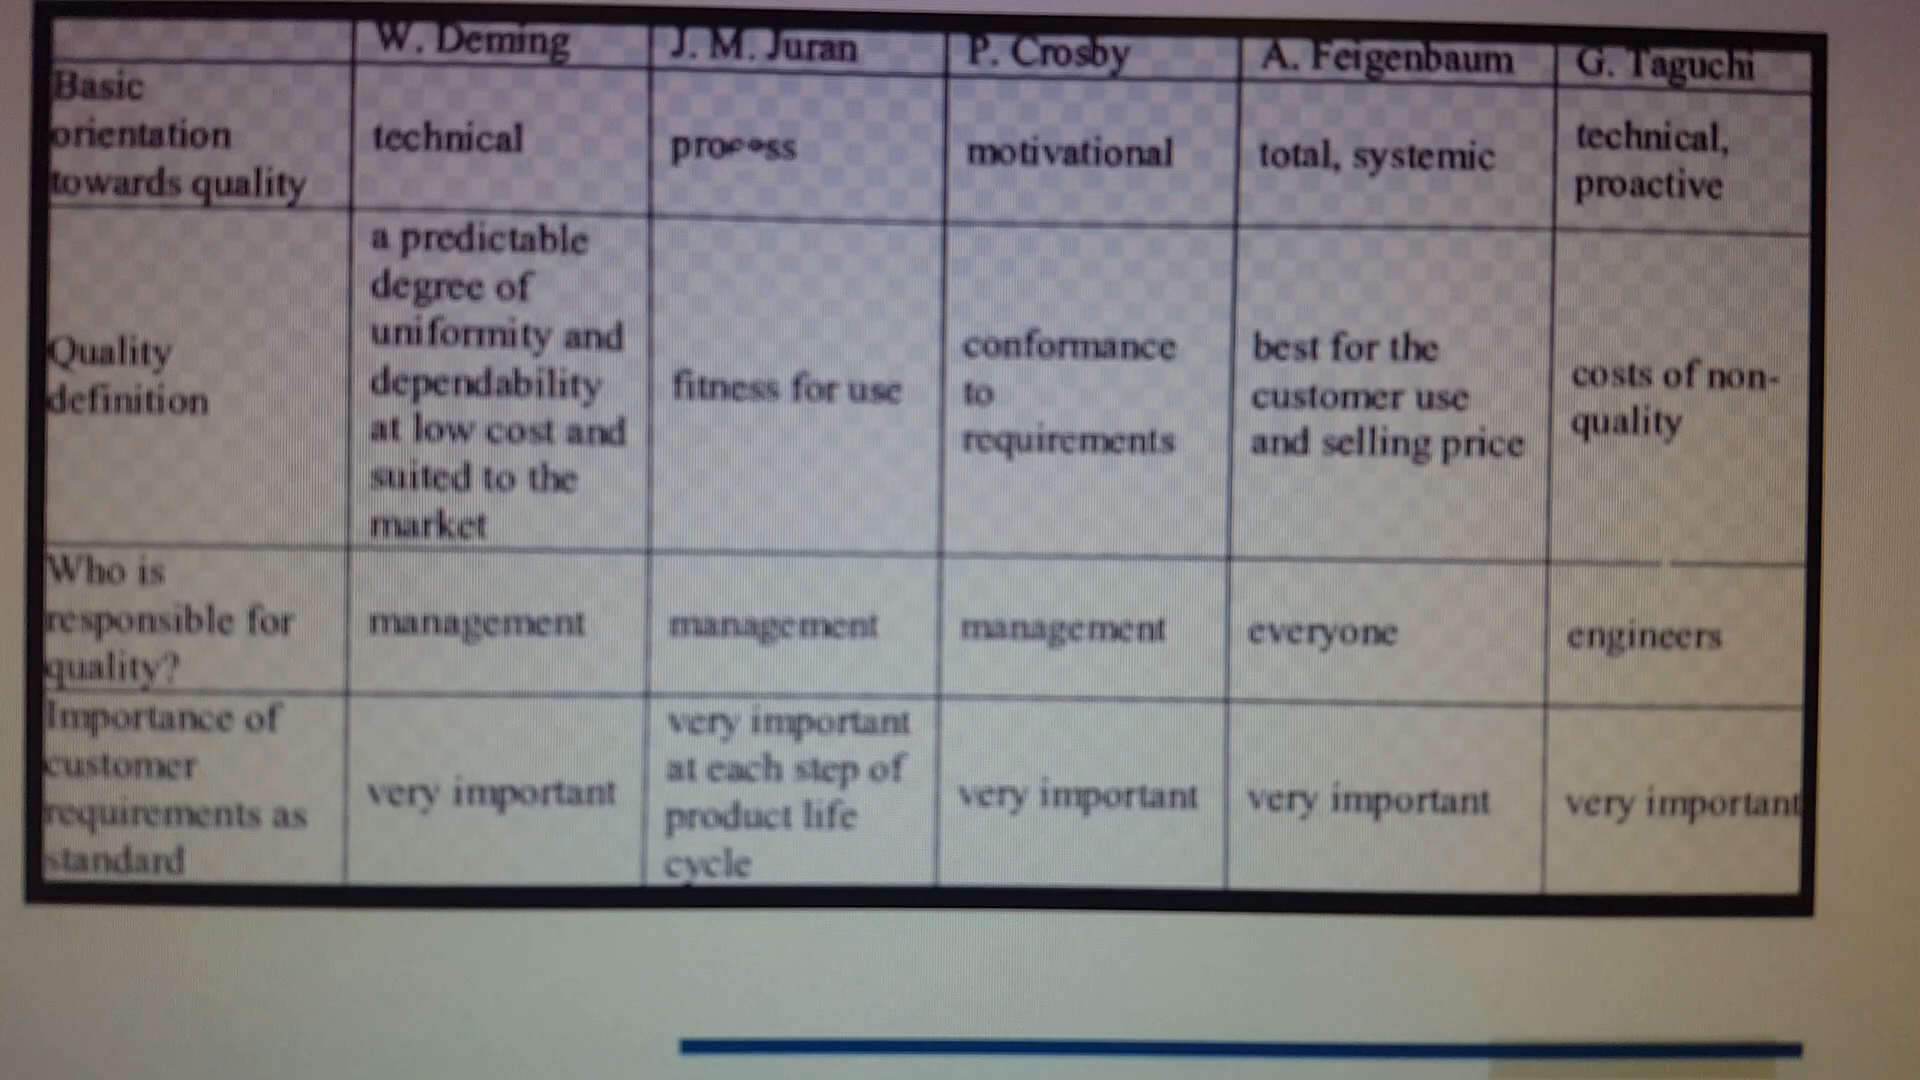 W. Deming J. M. Juran P. Crosby A. Feigenbaum G. Taguchi
Basic
orientation
towards quality
technical
process
motivational
total, systemic
technical,
proactive
Quality
definition
a predictable
degree of
uniformity and
dependability
at low cost and
suited to the
market
fitness for use
conformance
to
requirements
best for the
customer use
and selling price
costs of non-
quality
Who is
responsible for
quality?
management
management
management
everyone
engineers
Importance of
customer
requirements as
standard
very important
very important
at each step of
product life
cycle
very important
very important
very important